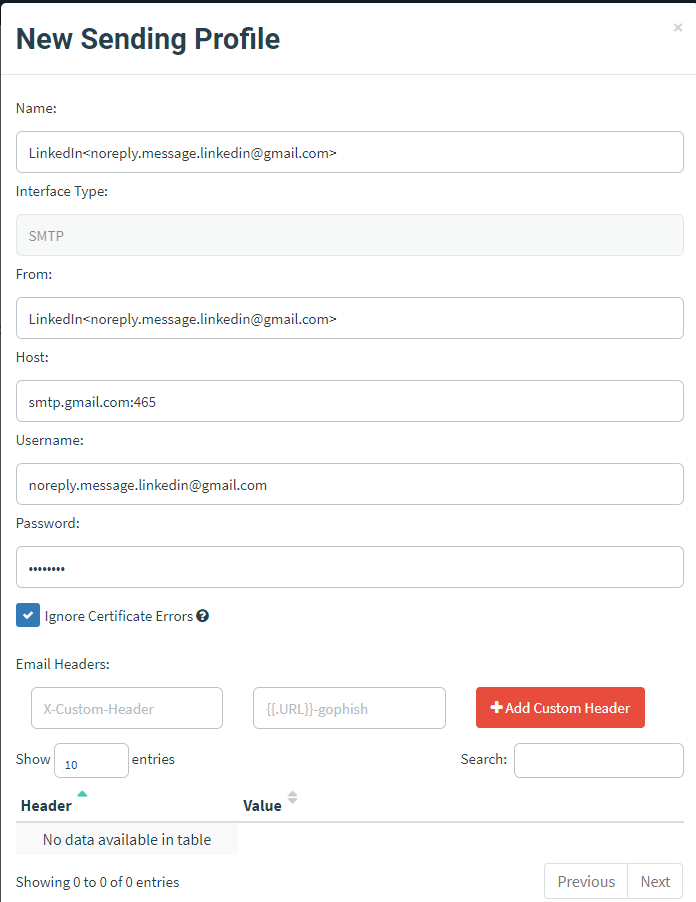 New Sending Profile
×
Name:
LinkedIn<noreply.message.linkedin@gmail.com>
Interface Type:
SMTP
From:
LinkedIn<noreply.message.linkedin@gmail.com>
Host:
smtp.gmail.com:465
Username:
noreply.message.linkedin@gmail.com
Password:
••••••••
Ignore Certificate Errors ?
Email Headers:
X-Custom-Header {{.URL}}-gophish + Add Custom Header
Show 10 entries Search:
Header Value
No data available in table
Showing 0 to 0 of 0 entries Previous Next